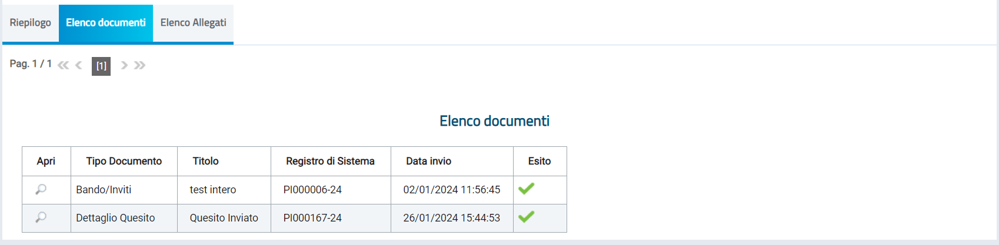 Riepilogo Elenco documenti Elenco Allegati
Pag. 1 / 1 [1]
Elenco documenti
Apri Tipo Documento Titolo Registro di Sistema Data invio Esito
Bando/Inviti test intero PI000006-24 02/01/2024 11:56:45
Dettaglio Quesito Quesito Inviato PI000167-24 26/01/2024 15:44:53